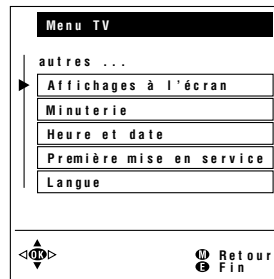 Menu TV
autres ...
Affichages à l'écran
Minuterie
Heure et date
Première mise en service
Langue
OK
M Retour
E Fin